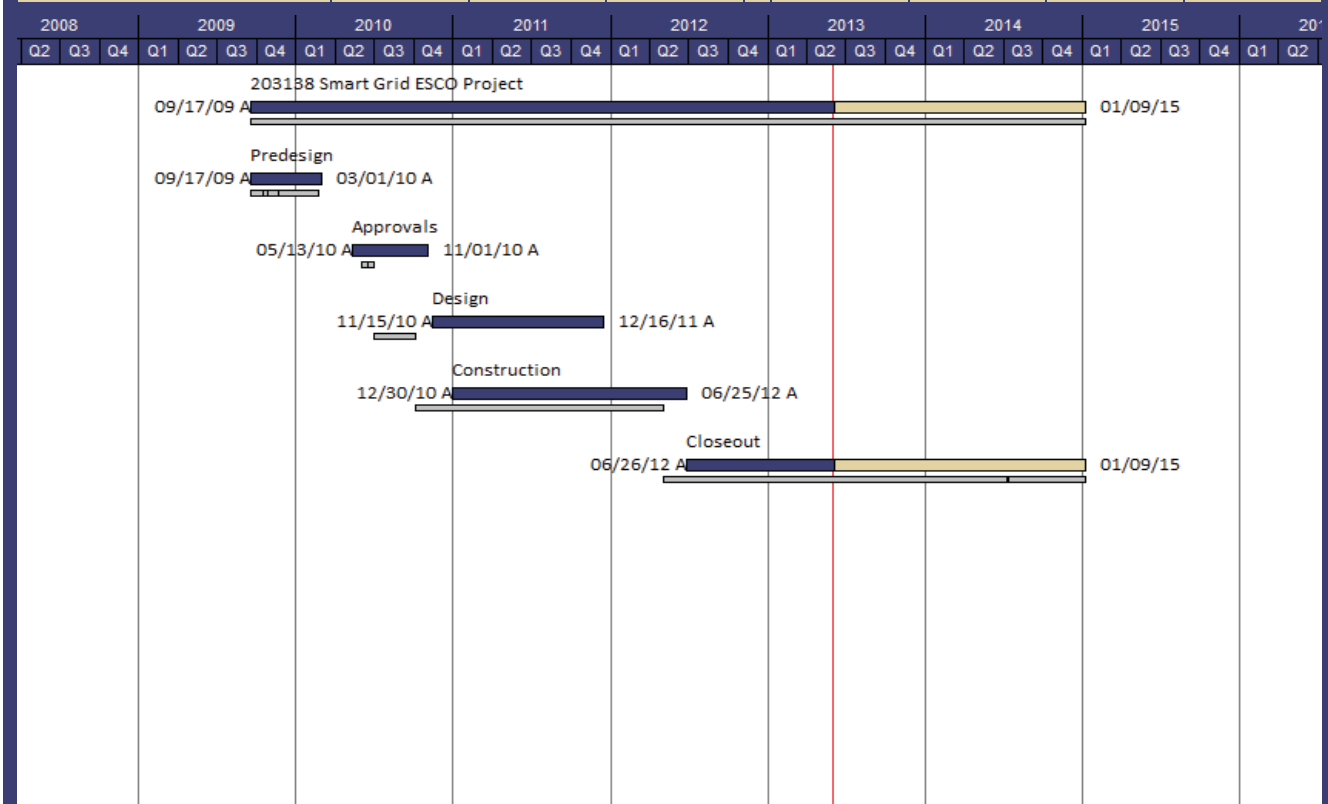 2008 2009 2010 2011 2012 2013 2014 2015 201
Q2 Q3 Q4 Q1 Q2 Q3 Q4 Q1 Q2 Q3 Q4 Q1 Q2 Q3 Q4 Q1 Q2 Q3 Q4 Q1 Q2 Q3 Q4 Q1 Q2 Q3 Q4 Q1 Q2 Q3 Q4 Q1 Q2
203138 Smart Grid ESCO Project
09/17/09 A 01/09/15
Predesign
09/17/09 A 03/01/10 A
Approvals
05/13/10 A 11/01/10 A
Design
11/15/10 A 12/16/11 A
Construction
12/30/10 A 06/25/12 A
Closeout
06/26/12 A 01/09/15